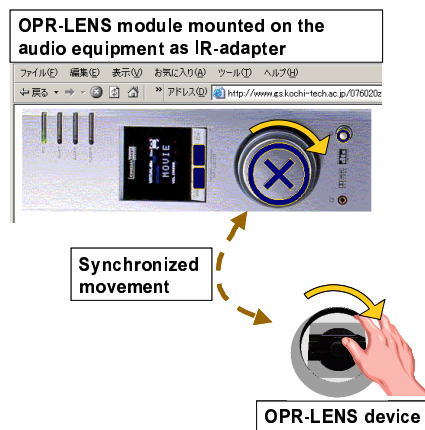 OPR-LENS module mounted on the
audio equipment as IR-adapter
ファイル(F) 編集(E) 表示(V) お気に入り(A) ツール(T) ヘルプ(H)
戻る » アドレス(D) http://www.gs.kochi-tech.ac.jp/076020z
MOVIE
Synchronized
movement
OPR-LENS device